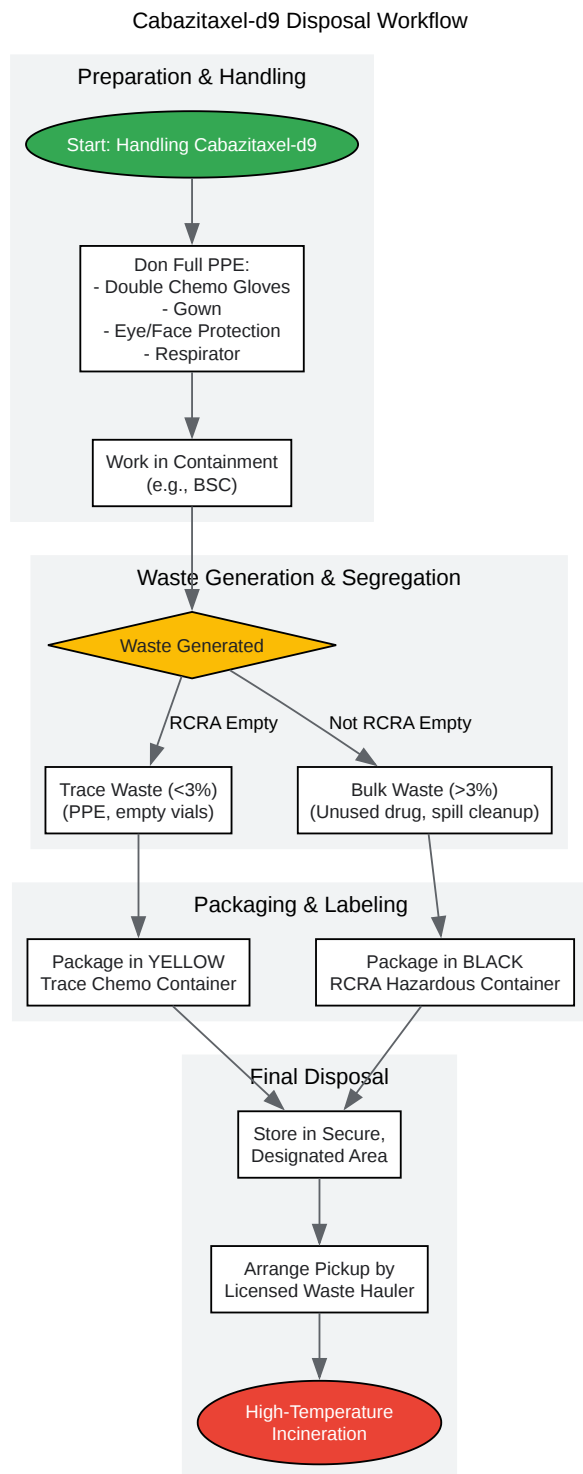 Cabazitaxel-d9 Disposal Workflow
Preparation & Handling
Start: Handling Cabazitaxel-d9
Don Full PPE:
- Double Chemo Gloves
- Gown
- Eye/Face Protection
- Respirator
Work in Containment
(e.g., BSC)
Waste Generation & Segregation
Waste Generated
RCRA Empty
Not RCRA Empty
Trace Waste (<3%)
(PPE, empty vials)
Bulk Waste (>3%)
(Unused drug, spill cleanup)
Packaging & Labeling
Package in YELLOW
Trace Chemo Container
Package in BLACK
RCRA Hazardous Container
Final Disposal
Store in Secure,
Designated Area
Arrange Pickup by
Licensed Waste Hauler
High-Temperature
Incineration